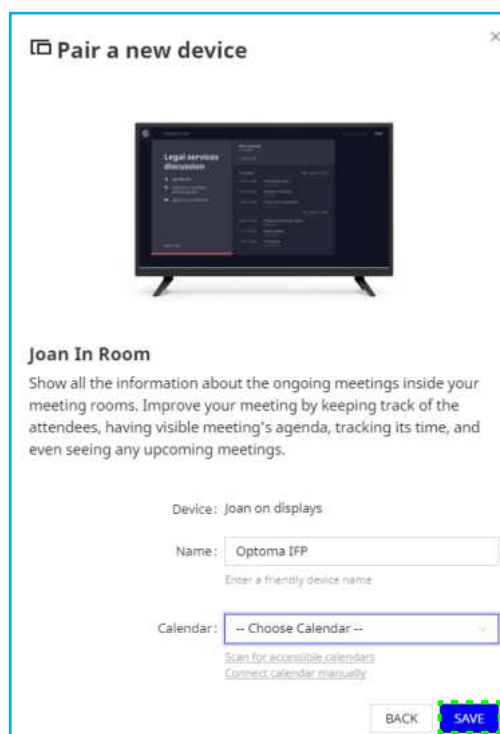 Pair a new device
Legal services
discussion
Joan In Room
Show all the information about the ongoing meetings inside your
meeting rooms. Improve your meeting by keeping track of the
attendees, having visible meeting's agenda, tracking its time, and
even seeing any upcoming meetings.
Device: Joan on displays
Name: Optoma IFP
Enter a friendly device name
Calendar: -- Choose Calendar --
Scan for accessible calendars
Connect calendar manually
BACK SAVE